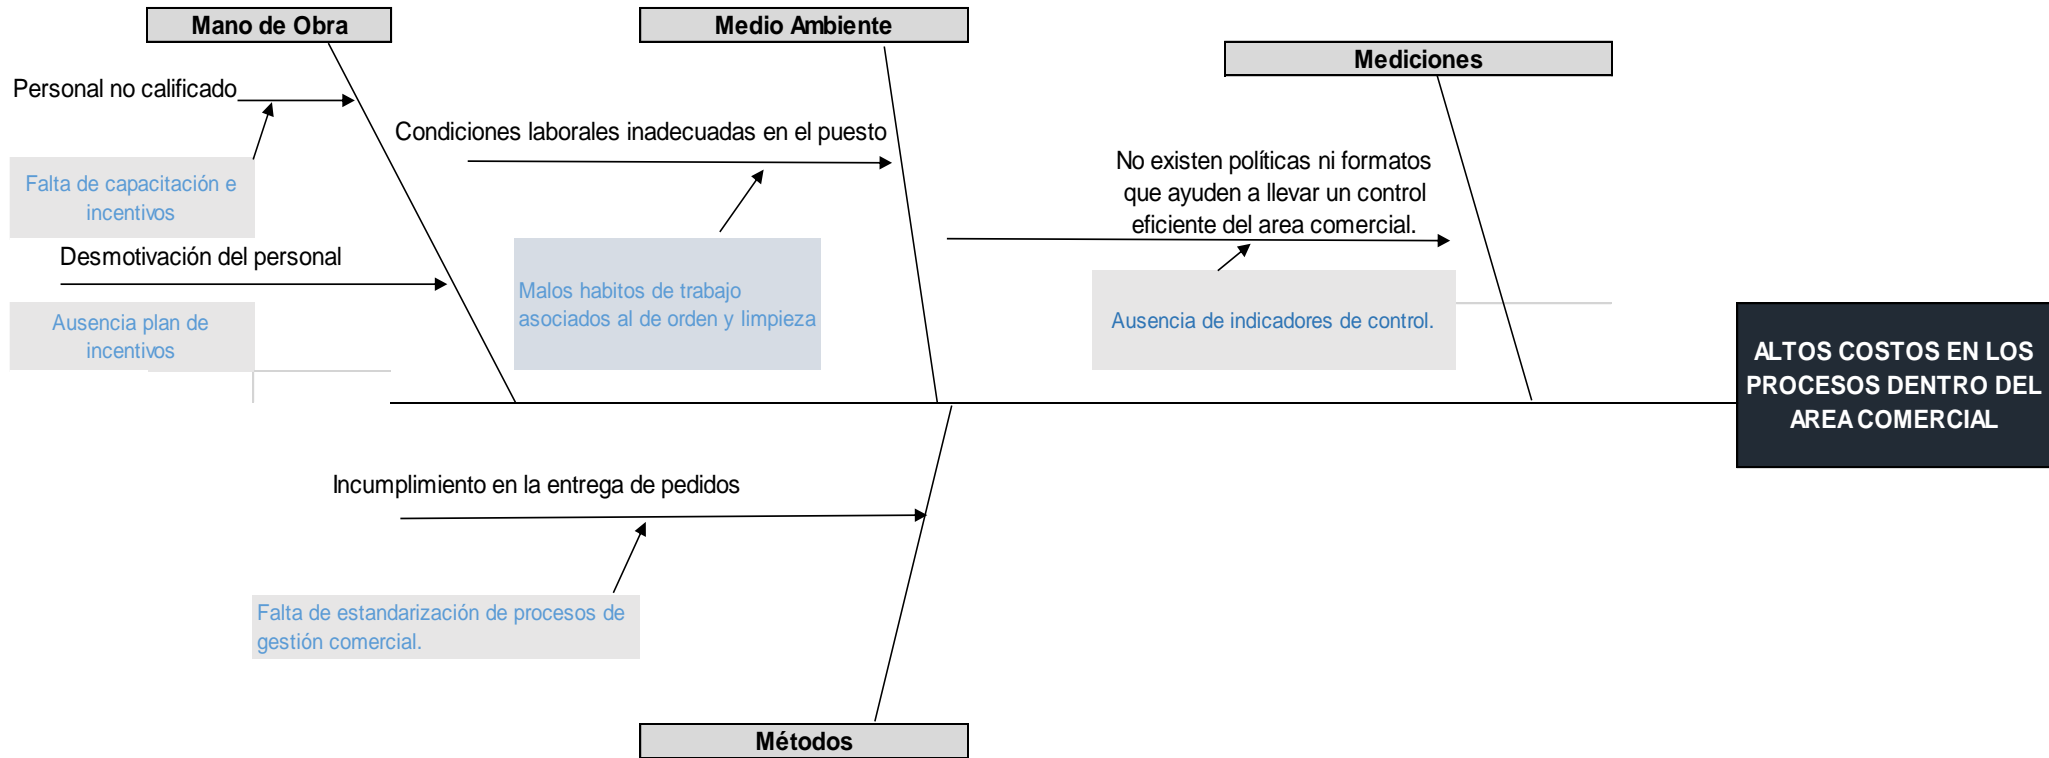 Mano de Obra
Medio Ambiente
Mediciones
Personal no calificado
Falta de capacitación e
incentivos
Desmotivación del personal
Ausencia plan de
incentivos
Condiciones laborales inadecuadas en el puesto
Malos habitos de trabajo
asociados al de orden y limpieza
No existen políticas ni formatos
que ayuden a llevar un control
eficiente del area comercial.
Ausencia de indicadores de control.
ALTOS COSTOS EN LOS
PROCESOS DENTRO DEL
AREA COMERCIAL
Incumplimiento en la entrega de pedidos
Falta de estandarización de procesos de
gestión comercial.
Métodos